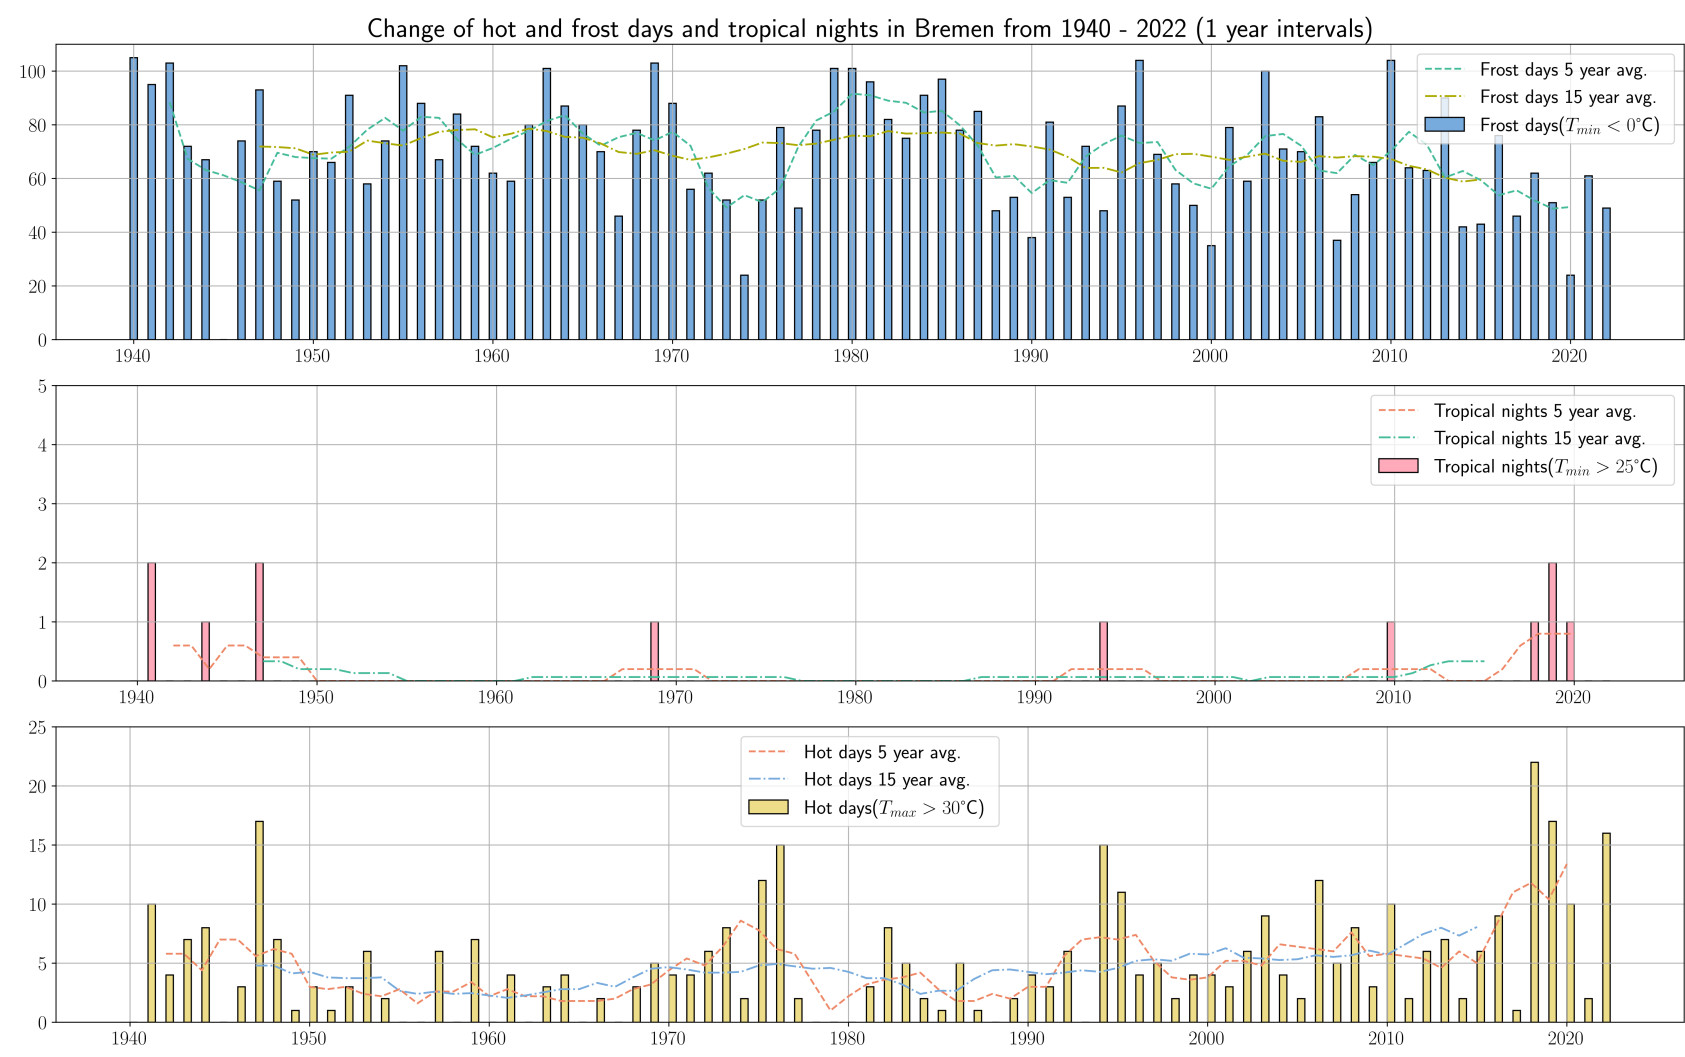 Change of hot and frost days and tropical nights in Bremen from 1940 - 2022 (1 year intervals)
100
80
60
40
20
0
Frost days 5 year avg.
Frost days 15 year avg.
Frost days(T_min < 0°C)
1940 1950 1960 1970 1980 1990 2000 2010 2020
5
4
3
2
1
0
Tropical nights 5 year avg.
Tropical nights 15 year avg.
Tropical nights(T_min > 25°C)
1940 1950 1960 1970 1980 1990 2000 2010 2020
25
20
15
10
5
0
Hot days 5 year avg.
Hot days 15 year avg.
Hot days(T_max > 30°C)
1940 1950 1960 1970 1980 1990 2000 2010 2020